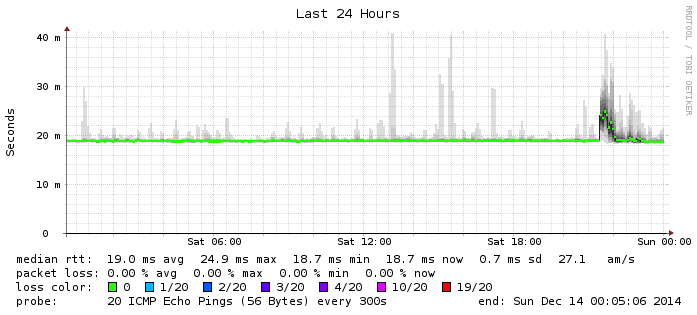 Last 24 Hours
RRDTOOL / TOBI OETIKER
Seconds
40 m
30 m
20 m
10 m
0
Sat 06:00 Sat 12:00 Sat 18:00 Sun 00:00
median rtt: 19.0 ms avg 24.9 ms max 18.7 ms min 18.7 ms now 0.7 ms sd 27.1 am/s
packet loss: 0.00 % avg 0.00 % max 0.00 % min 0.00 % now
loss color: 0 1/20 2/20 3/20 4/20 10/20 19/20
probe: 20 ICMP Echo Pings (56 Bytes) every 300s end: Sun Dec 14 00:05:06 2014